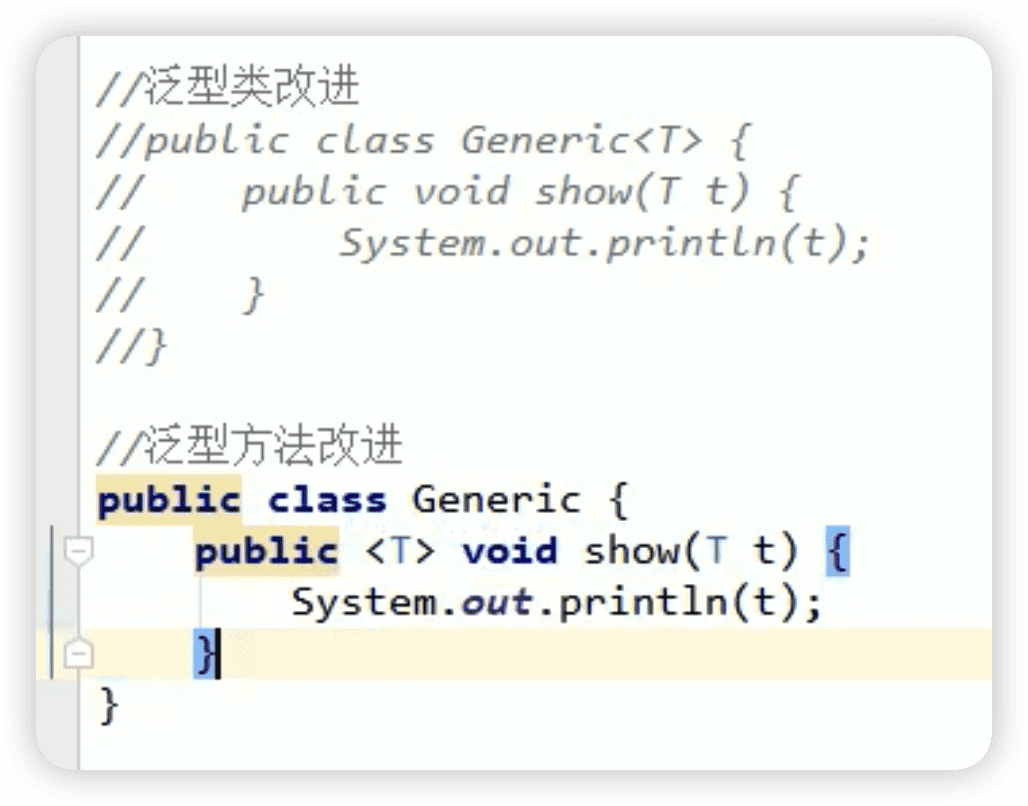 //泛型类改进
//public class Generic<T> {
//    public void show(T t) {
//        System.out.println(t);
//    }
//}
//泛型方法改进
public class Generic {
    public <T> void show(T t) {
        System.out.println(t);
    }
}